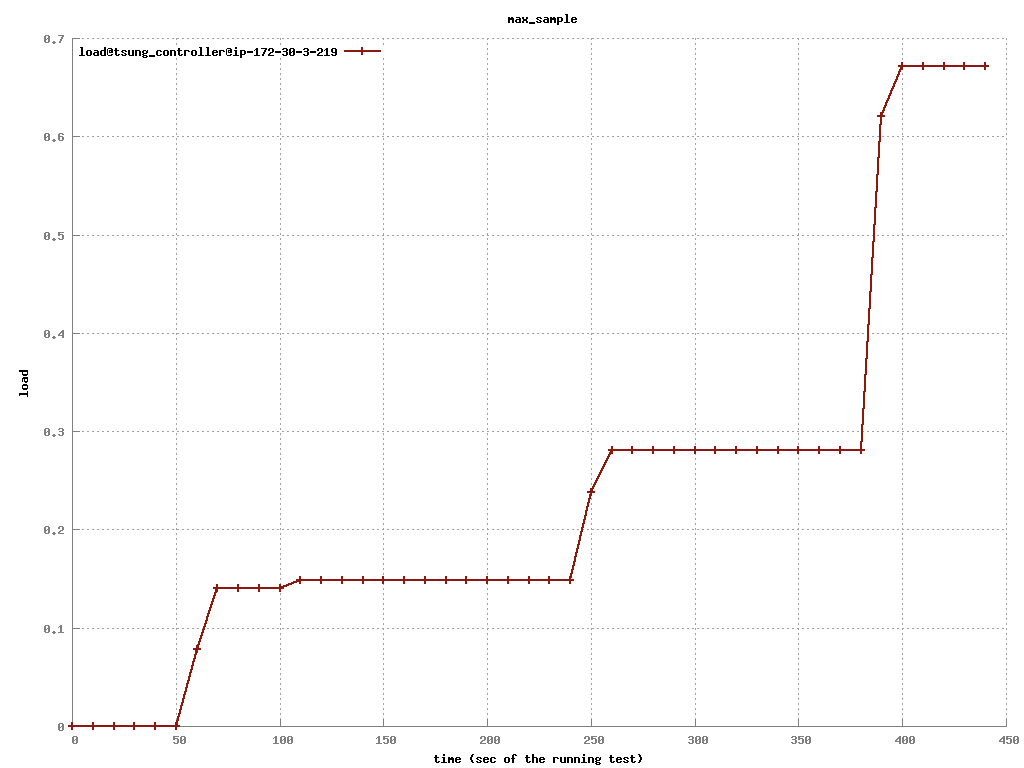 max_sample
load@tsung_controller@ip-172-30-3-219
0.7
0.6
0.5
0.4
0.3
0.2
0.1
0
load
0 50 100 150 200 250 300 350 400 450
time (sec of the running test)